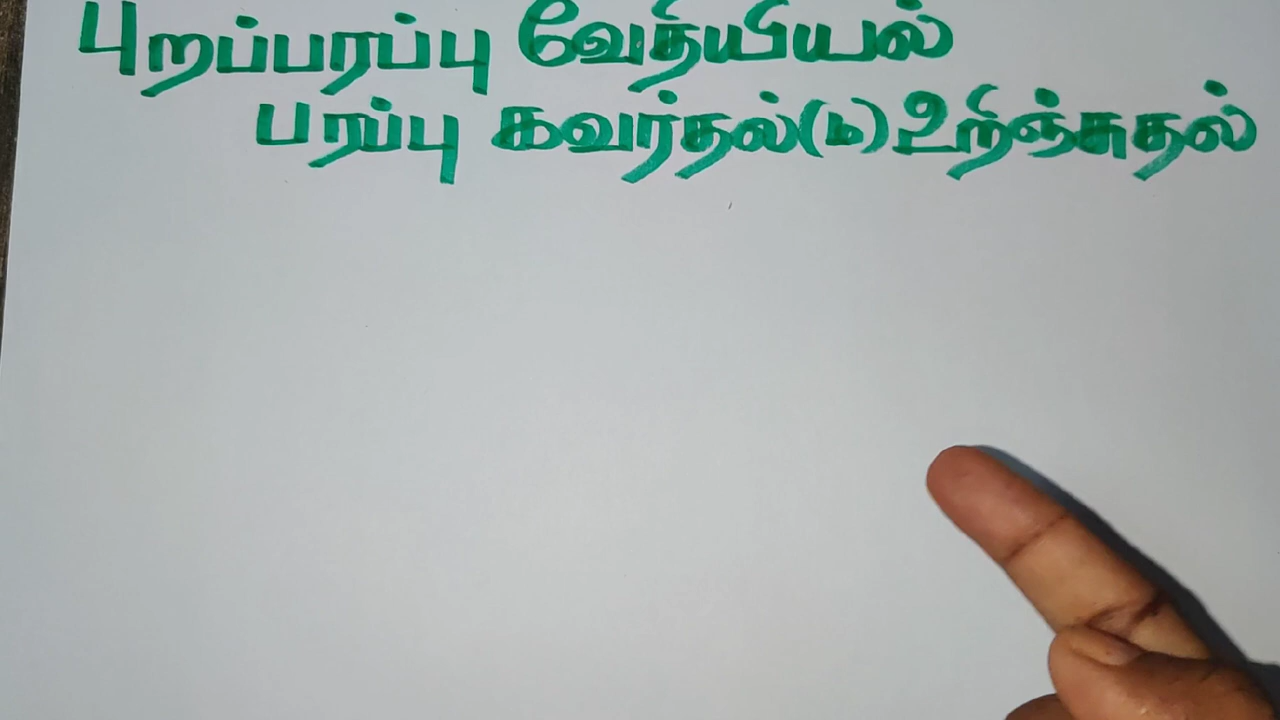 புறப்பரப்பு வேதியியல்
பரப்பு கவர்தல்(ம)உறிஞ்சுதல்